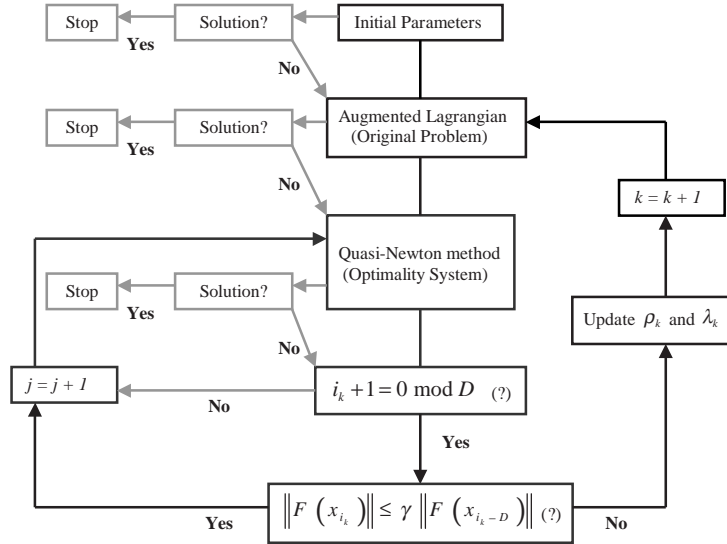 Stop
Solution?
Initial Parameters
Yes
No
Stop
Solution?
Augmented Lagrangian
(Original Problem)
Yes
No
k = k + 1
Quasi-Newton method
(Optimality System)
Stop
Solution?
Update ρ_k and λ_k
Yes
No
j = j + 1
i_k + 1 = 0 mod D (?)
No
Yes
‖F (x_{i_k})‖ ≤ γ ‖F (x_{i_k − D})‖ (?)
Yes
No